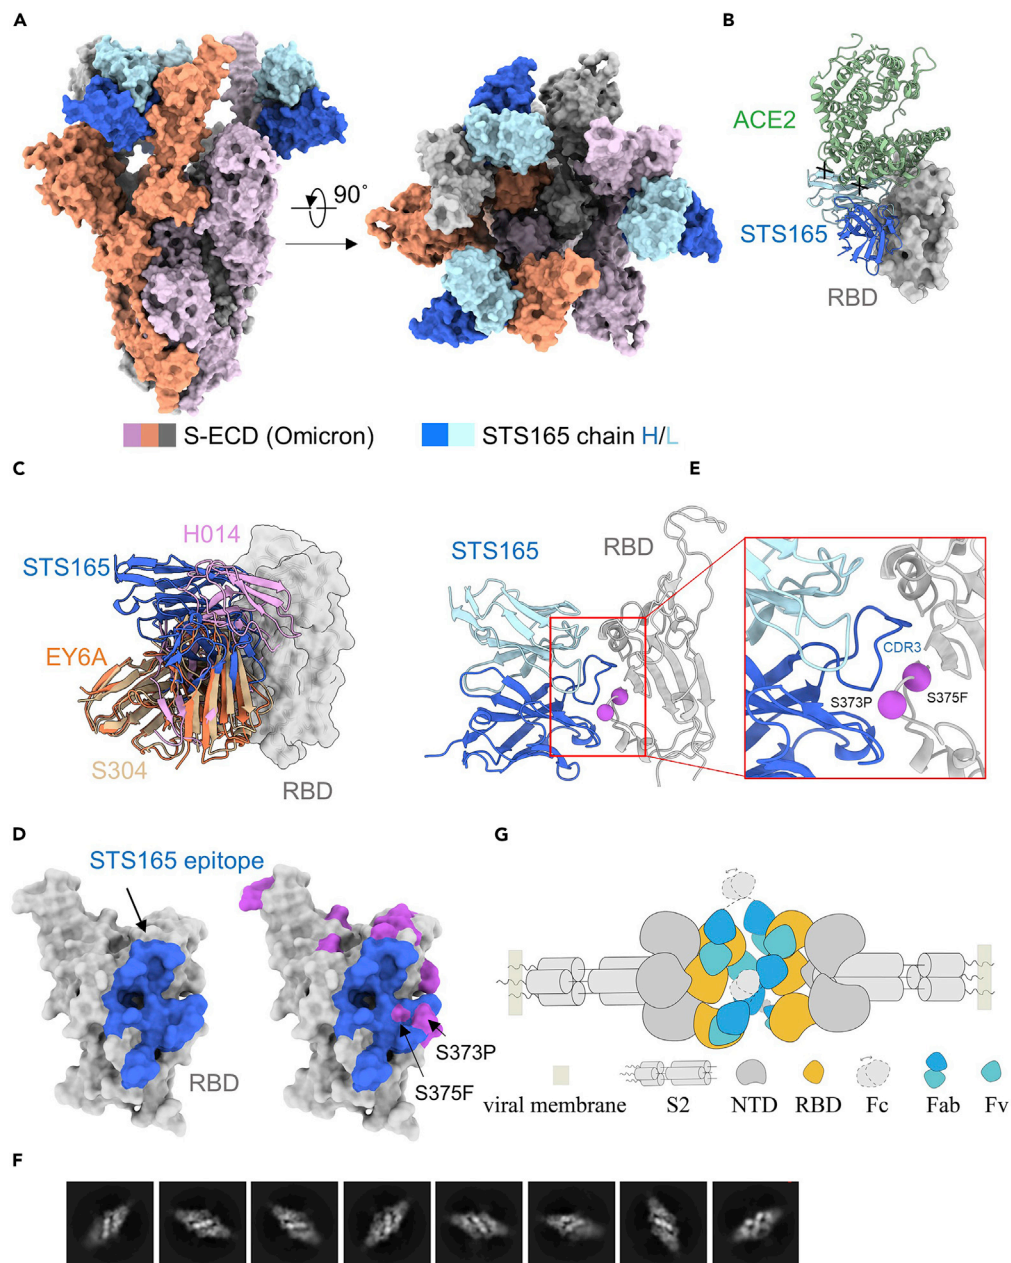 A
B
90°
ACE2
STS165
RBD
S-ECD (Omicron)
STS165 chain H/L
C
E
H014
STS165
EY6A
S304
RBD
STS165
RBD
CDR3
S373P
S375F
D
STS165 epitope
RBD
S373P
S375F
G
viral membrane
S2
NTD
RBD
Fc
Fab
Fv
F